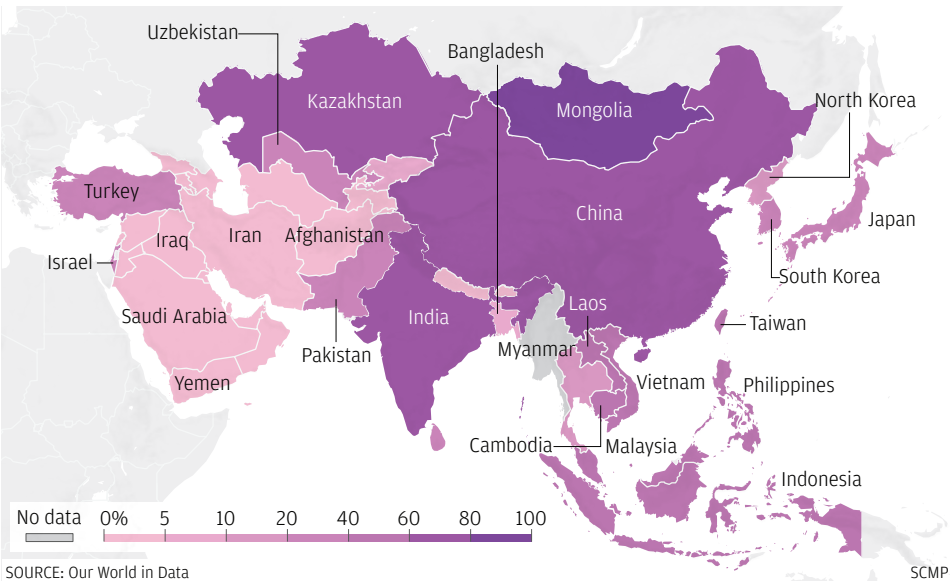 Uzbekistan
Bangladesh
Kazakhstan
Mongolia
North Korea
Turkey
China
Japan
Iraq
Iran
Afghanistan
Israel
South Korea
Saudi Arabia
India
Laos
Taiwan
Pakistan
Myanmar
Yemen
Vietnam
Philippines
Cambodia
Malaysia
Indonesia
No data 0% 5 10 20 40 60 80 100
SOURCE: Our World in Data
SCMP